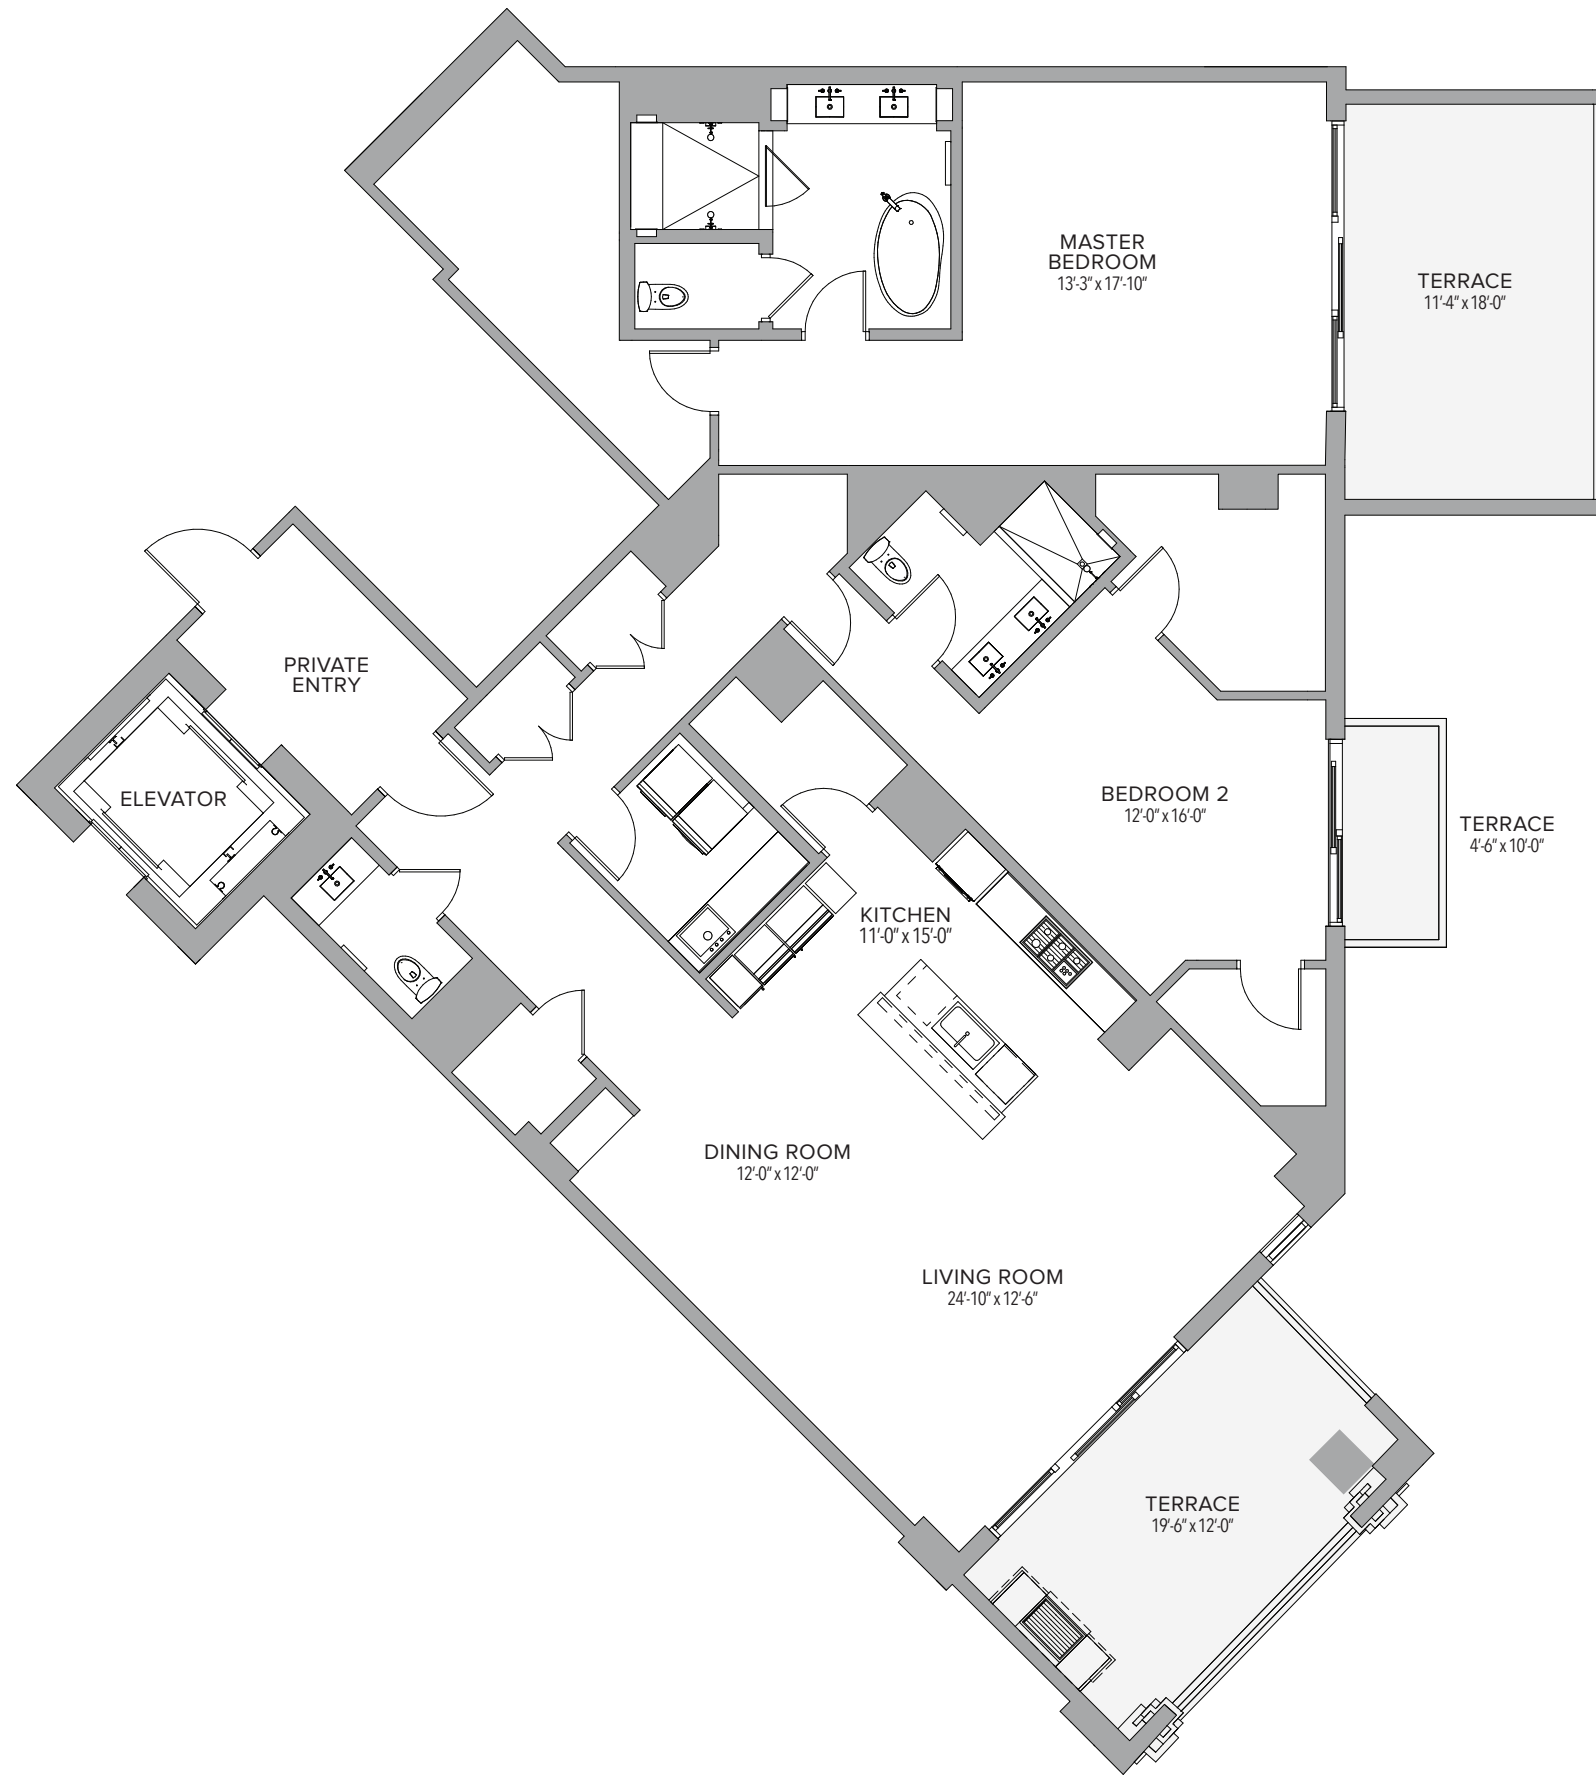 MASTER
BEDROOM
13'-3" x 17'-10"
TERRACE
11'-4" x 18'-0"
PRIVATE
ENTRY
ELEVATOR
BEDROOM 2
12'-0" x 16'-0"
TERRACE
4'-6" x 10'-0"
KITCHEN
11'-0" x 15'-0"
DINING ROOM
12'-0" x 12'-0"
LIVING ROOM
24'-10" x 12'-6"
TERRACE
19'-6" x 12'-0"